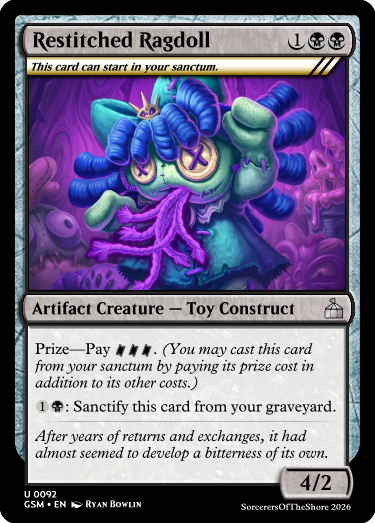 Restitched Ragdoll 1
This card can start in your sanctum.
Artifact Creature — Toy Construct
Prize—Pay . (You may cast this card
from your sanctum by paying its prize cost in
addition to its other costs.)
1 : Sanctify this card from your graveyard.
After years of returns and exchanges, it had
almost seemed to develop a bitterness of its own.
4/2
U 0092
GSM • EN Ryan Bowlin
SorcerersOfTheShore 2026